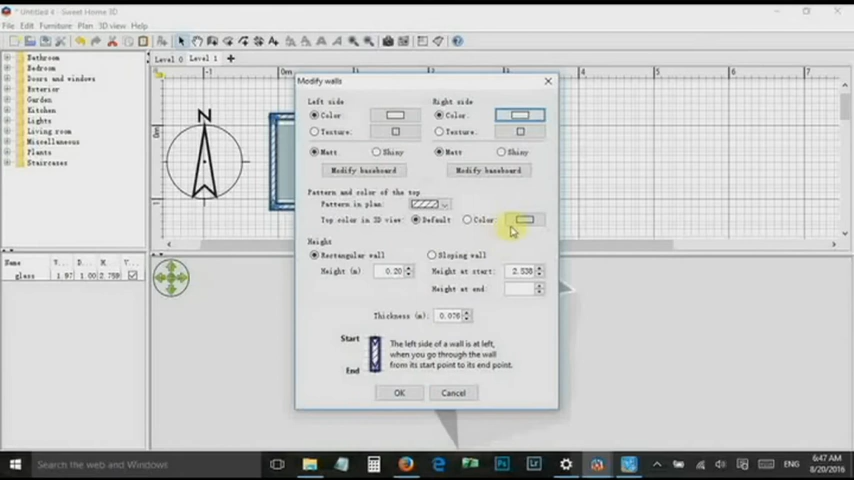 * Untitled 4 - Sweet Home 3D
File Edit Furniture Plan 3D view Help
Level 0 Level 1
Bathroom
Bedroom
Doors and windows
Exterior
Garden
Kitchen
Lights
Living room
Miscellaneous
Plants
Staircases
-1 0m 5 6 7
0m
1
N
Name V... D... H... V...
glass 1.97 1.00 2.759
Modify walls
Left side Right side
Color: Color:
Texture: Texture:
Matt Shiny Matt Shiny
Modify baseboard Modify baseboard
Pattern and color of the top
Pattern in plan:
Top color in 3D view: Default Color:
Height
Rectangular wall Sloping wall
Height (m) 0.20 Height at start: 2.538
Height at end:
Thickness (m): 0.076
Start
End
The left side of a wall is at left,
when you go through the wall
from its start point to its end point.
OK Cancel
Search the web and Windows
Ps Lr
ENG
6:47 AM
8/20/2016